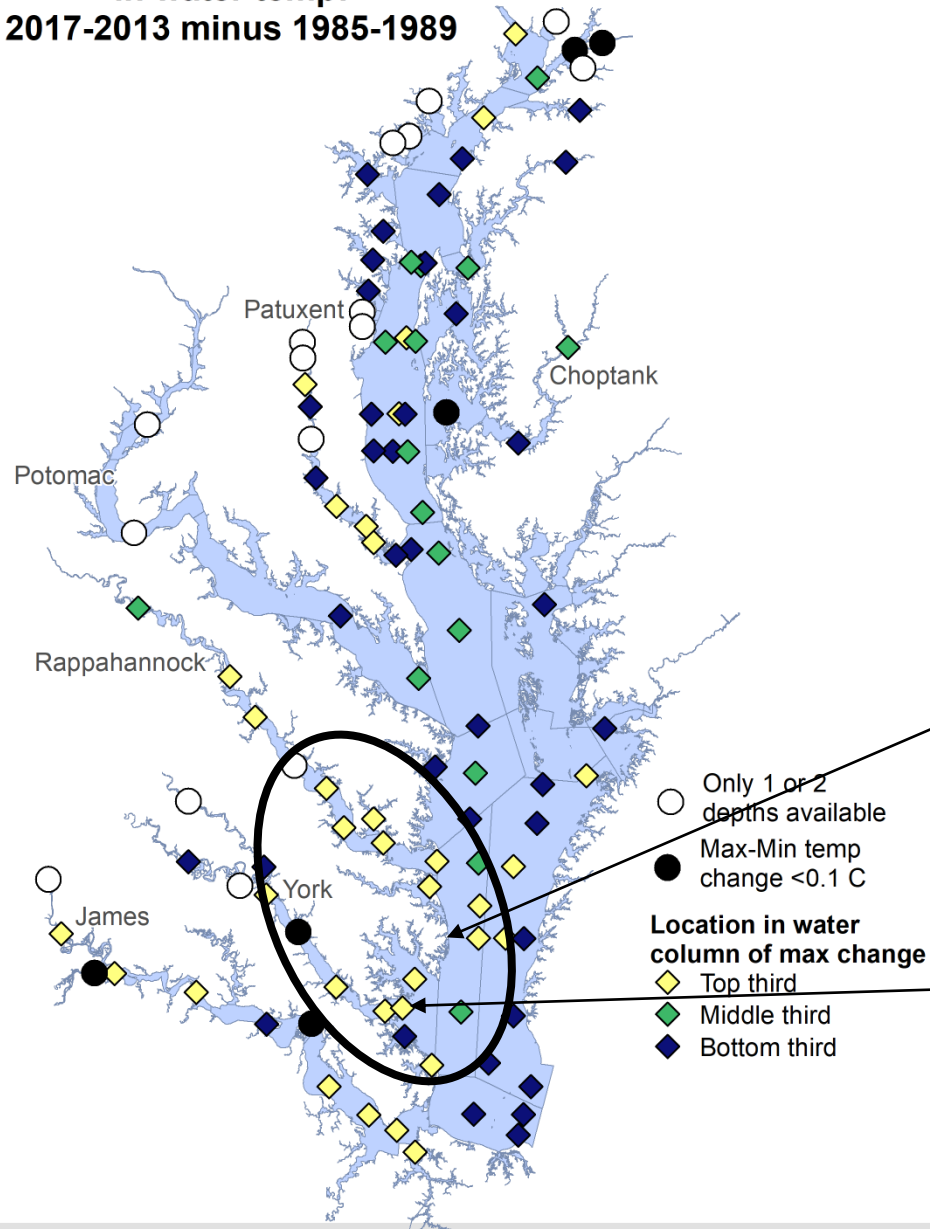 2017-2013 minus 1985-1989
Patuxent
Choptank
Potomac
Rappahannock
Only 1 or 2
depths available
Max-Min temp
change <0.1 C
York
James
Location in water
column of max change
Top third
Middle third
Bottom third